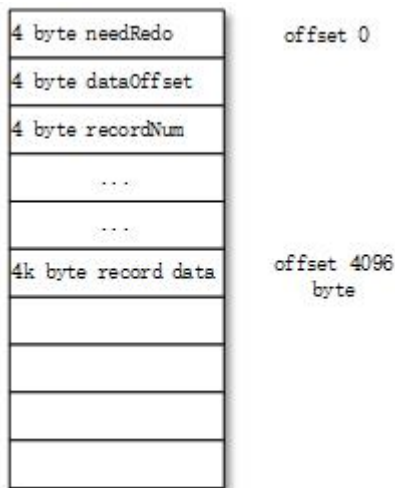 4 byte needRedo
offset 0
4 byte dataOffset
4 byte recordNum
...
...
4k byte record data
offset 4096
byte